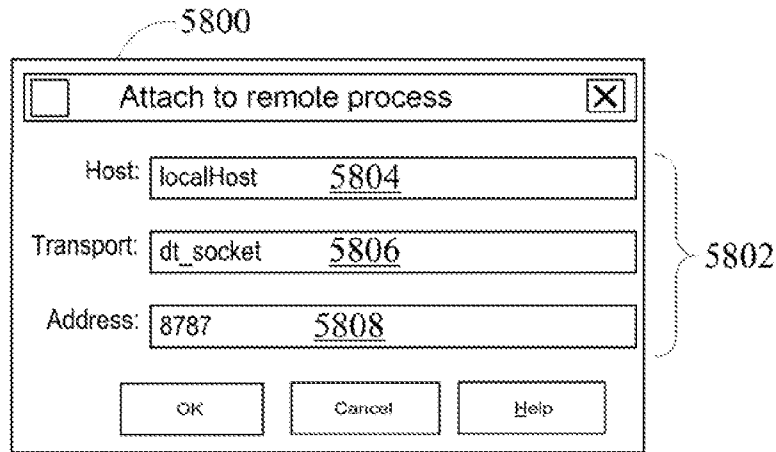 5800
Attach to remote process
Host: localHost 5804
Transport: dt_socket 5806
5802
Address: 8787 5808
OK Cancel Help